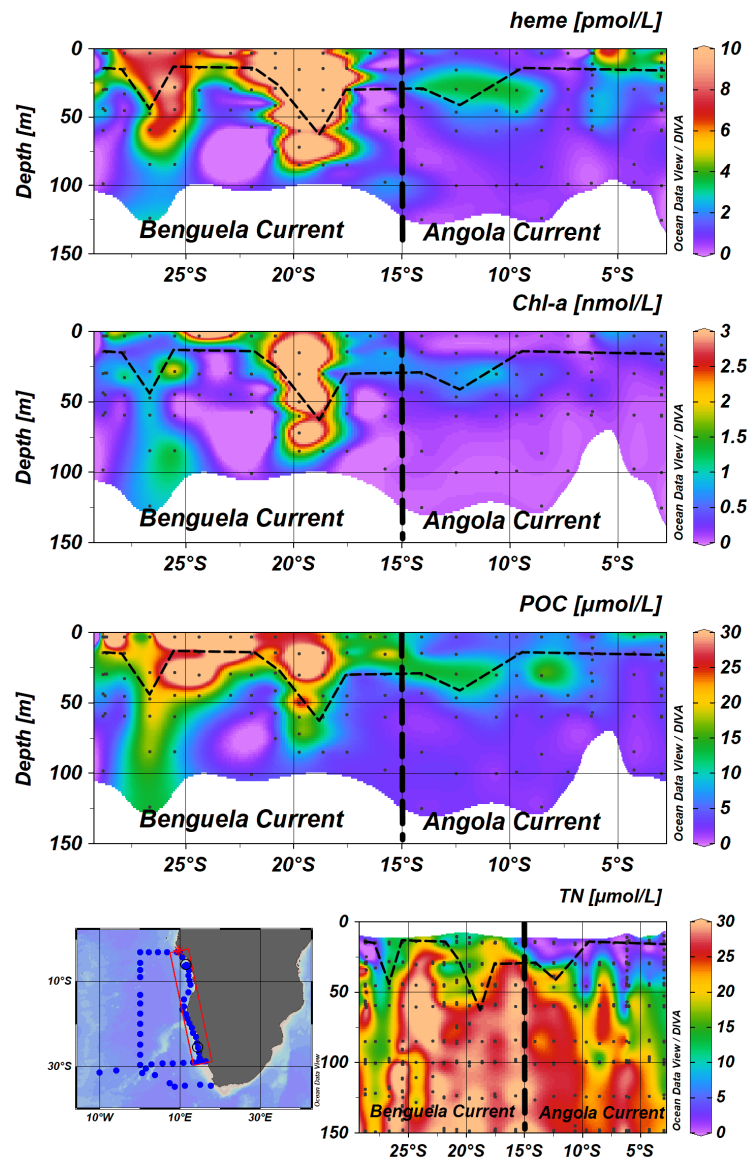 heme [pmol/L]
0
50
100
150
Depth [m]
Benguela Current
Angola Current
25°S
20°S
15°S
10°S
5°S
Ocean Data View / DIVA
10
8
6
4
2
0
Chl-a [nmol/L]
0
50
100
150
Depth [m]
Benguela Current
Angola Current
25°S
20°S
15°S
10°S
5°S
Ocean Data View / DIVA
3
2.5
2
1.5
1
0.5
0
POC [µmol/L]
0
50
100
150
Depth [m]
Benguela Current
Angola Current
25°S
20°S
15°S
10°S
5°S
Ocean Data View / DIVA
30
25
20
15
10
5
0
10°S
30°S
10°W
10°E
30°E
Ocean Data View
TN [µmol/L]
0
50
100
150
Benguela Current
Angola Current
25°S
20°S
15°S
10°S
5°S
Ocean Data View / DIVA
30
25
20
15
10
5
0